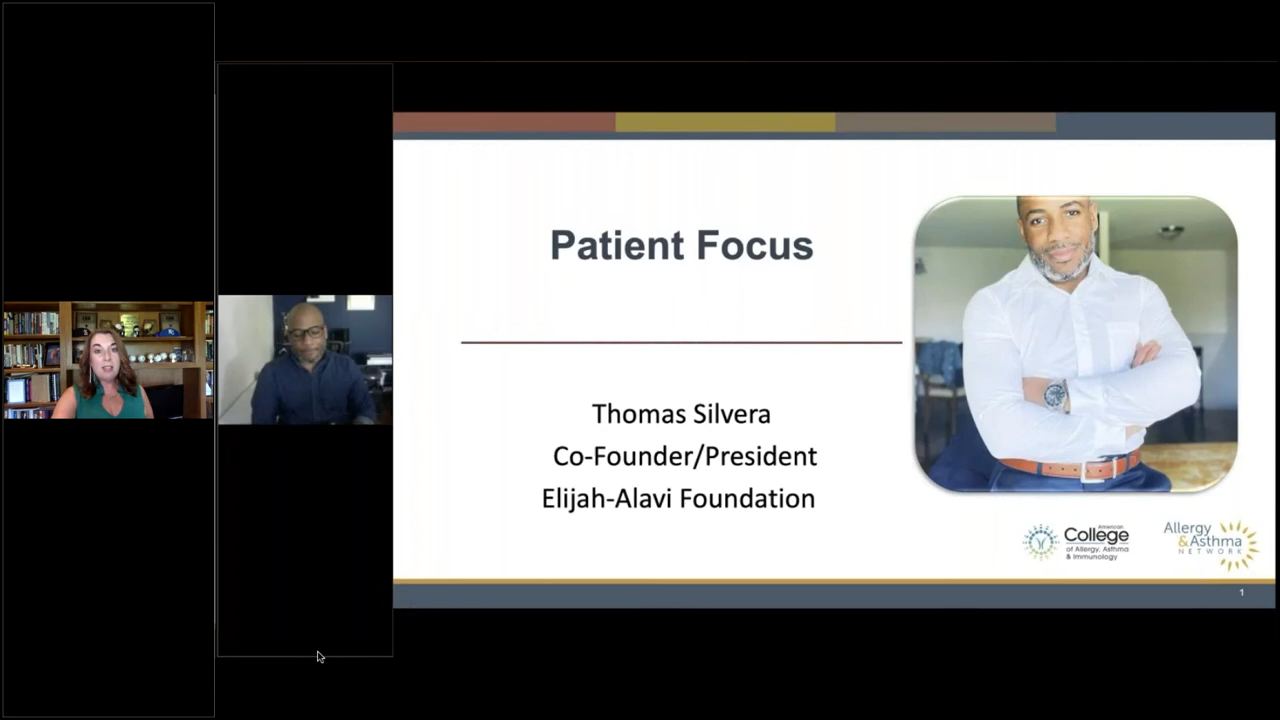 Patient Focus
Thomas Silvera
Co-Founder/President
Elijah-Alavi Foundation
American
College
of Allergy, Asthma
& Immunology
Allergy
&Asthma
NETWORK
1